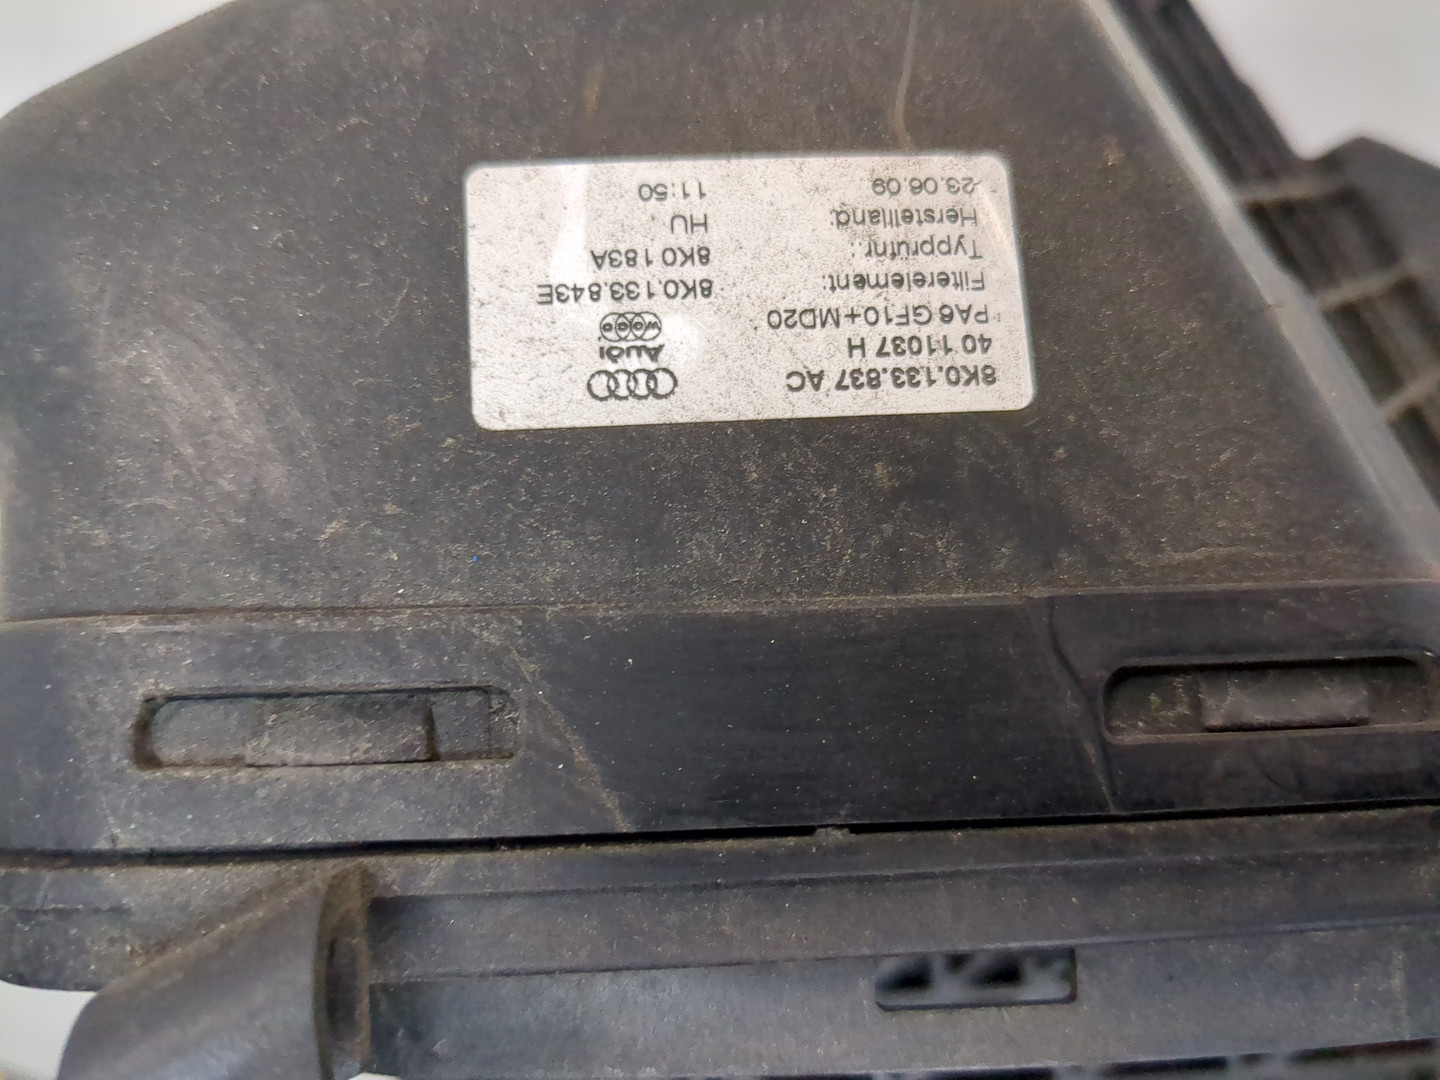 8K0.133.837 AC
40 11037 H
PA6 GF10+MD20
Audi
Filterelement: 8K0.133.843E
Typprüfnr.: 8K0 183A
Herstelland: HU
23.06.09 11:50